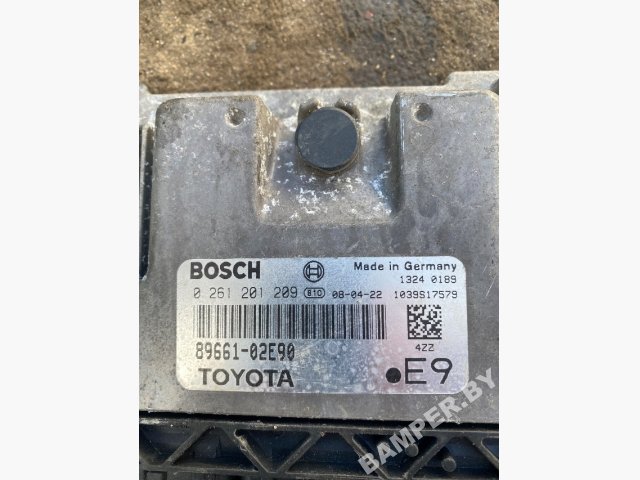 BOSCH Made in Germany
1324 0189
0 261 201 209 B10 08-04-22 1039S17579
89661-02E90 4ZZ
TOYOTA •E9
BAMPER.BY